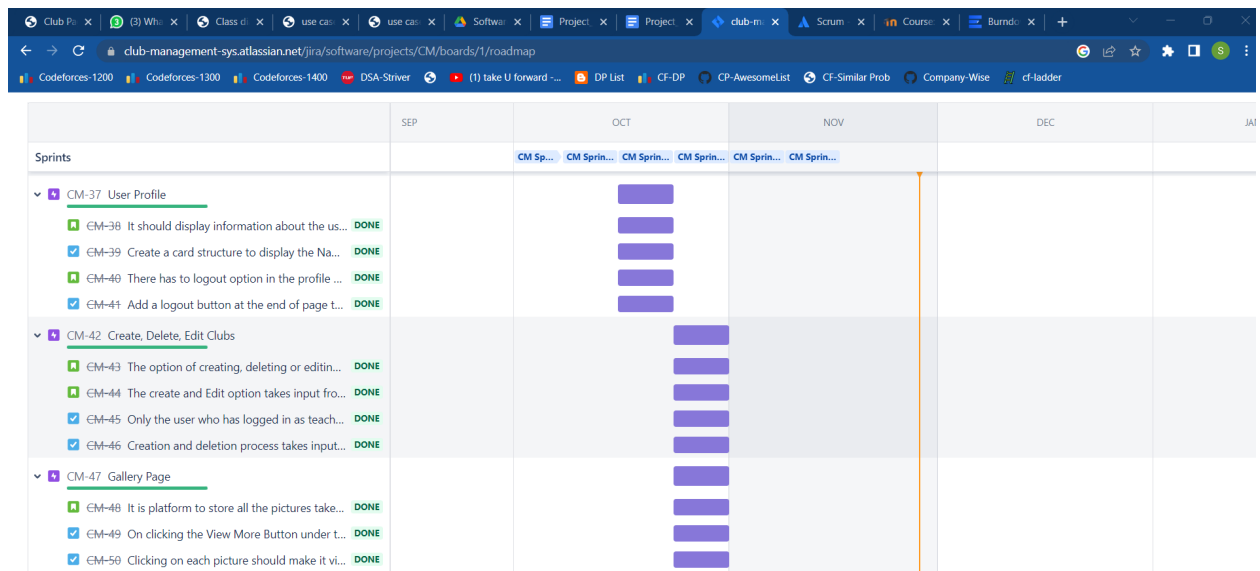 Club Pa
(3) Wha
Class di
use cas
use cas
Softwar
Project_
Project_
club-m
Scrum
Course:
Burndo
club-management-sys.atlassian.net/jira/software/projects/CM/boards/1/roadmap
G
S
Codeforces-1200
Codeforces-1300
Codeforces-1400
DSA-Striver
(1) take U forward -...
DP List
CF-DP
CP-AwesomeList
CF-Similar Prob
Company-Wise
cf-ladder
SEP OCT NOV DEC JAN
Sprints CM Sp... CM Sprin... CM Sprin... CM Sprin... CM Sprin... CM Sprin...
CM-37 User Profile
CM-38 It should display information about the us... DONE
CM-39 Create a card structure to display the Na... DONE
CM-40 There has to logout option in the profile ... DONE
CM-41 Add a logout button at the end of page t... DONE
CM-42 Create, Delete, Edit Clubs
CM-43 The option of creating, deleting or editin... DONE
CM-44 The create and Edit option takes input fro... DONE
CM-45 Only the user who has logged in as teach... DONE
CM-46 Creation and deletion process takes input... DONE
CM-47 Gallery Page
CM-48 It is platform to store all the pictures take... DONE
CM-49 On clicking the View More Button under t... DONE
CM-50 Clicking on each picture should make it vi... DONE